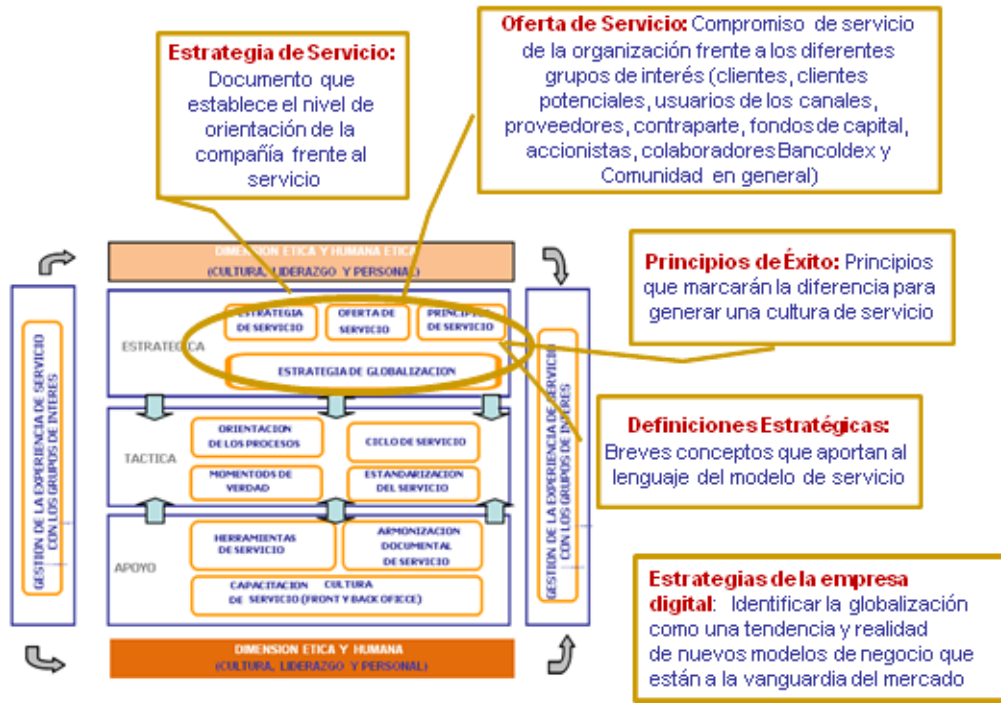 Estrategia de Servicio:
Documento que
establece el nivel de
orientación de la
compañía frente al
servicio
Oferta de Servicio: Compromiso de servicio
de la organización frente a los diferentes
grupos de interés (clientes, clientes
potenciales, usuarios de los canales,
proveedores, contraparte, fondos de capital,
accionistas, colaboradores Bancoldex y
Comunidad en general)
Principios de Éxito: Principios
que marcarán la diferencia para
generar una cultura de servicio
Definiciones Estratégicas:
Breves conceptos que aportan al
lenguaje del modelo de servicio
Estrategias de la empresa
digital: Identificar la globalización
como una tendencia y realidad
de nuevos modelos de negocio que
están a la vanguardia del mercado
DIMENSION ETICA Y HUMANA ETICA
(CULTURA, LIDERAZGO Y PERSONAL)
GESTION DE LA EXPERIENCIA DE SERVICIO
CON LOS GRUPOS DE INTERES
ESTRATEGICA
ESTRATEGIA
DE SERVICIO
OFERTA DE
SERVICIO
DE SERVICIO
ESTRATEGIA DE GLOBALIZACION
TACTICA
ORIENTACION
DE LOS PROCESOS
CICLO DE SERVICIO
MOMENTODS DE
VERDAD
ESTANDARIZACION
DEL SERVICIO
APOYO
HERRAMIENTAS
DE SERVICIO
ARMONIZACION
DOCUMENTAL
DE SERVICIO
CAPACITACION CULTURA
DE SERVICIO (FRONT Y BACK OFICCE)
GESTION DE LA EXPERIENCIA DE SERVICIO
CON LOS GRUPOS DE INTERES
DIMENSION ETICA Y HUMANA
(CULTURA, LIDERAZGO Y PERSONAL)